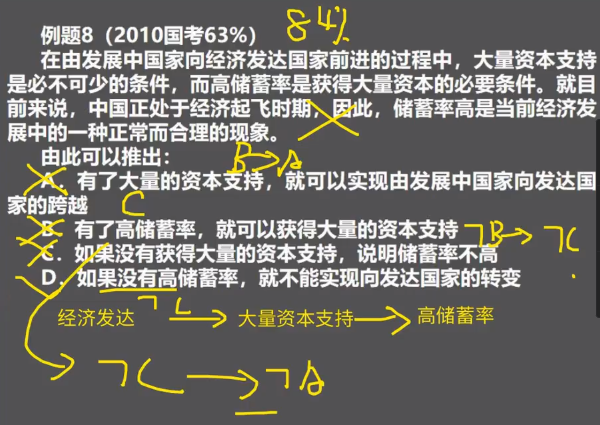 例题8（2010国考63%）  84%
在由发展中国家向经济发达国家前进的过程中，大量资本支持
是必不可少的条件，而高储蓄率是获得大量资本的必要条件。就目
前来说，中国正处于经济起飞时期，因此，储蓄率高是当前经济发
展中的一种正常而合理的现象。
由此可以推出： B→A
A．有了大量的资本支持，就可以实现由发展中国家向发达国
家的跨越 C
B．有了高储蓄率，就可以获得大量的资本支持 ¬B→¬C
C．如果没有获得大量的资本支持，说明储蓄率不高
D．如果没有高储蓄率，就不能实现向发达国家的转变
¬C
经济发达 → 大量资本支持 → 高储蓄率
¬C→¬A